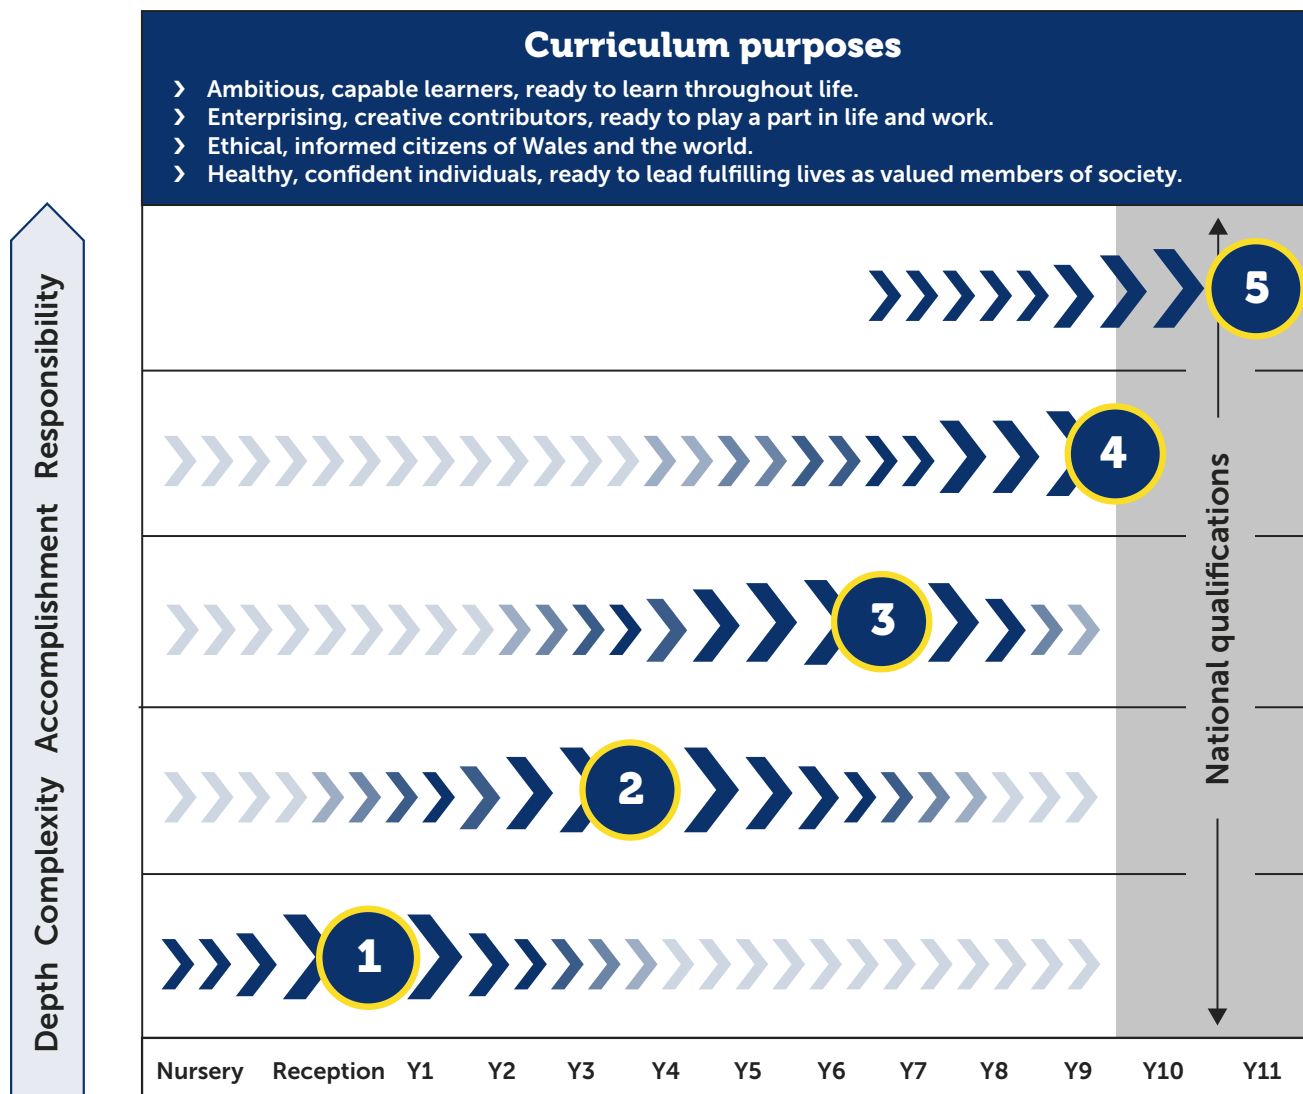 Curriculum purposes
› Ambitious, capable learners, ready to learn throughout life.
› Enterprising, creative contributors, ready to play a part in life and work.
› Ethical, informed citizens of Wales and the world.
› Healthy, confident individuals, ready to lead fulfilling lives as valued members of society.
Depth Complexity Accomplishment Responsibility
5
4
3
2
1
National qualifications
Nursery Reception Y1 Y2 Y3 Y4 Y5 Y6 Y7 Y8 Y9 Y10 Y11